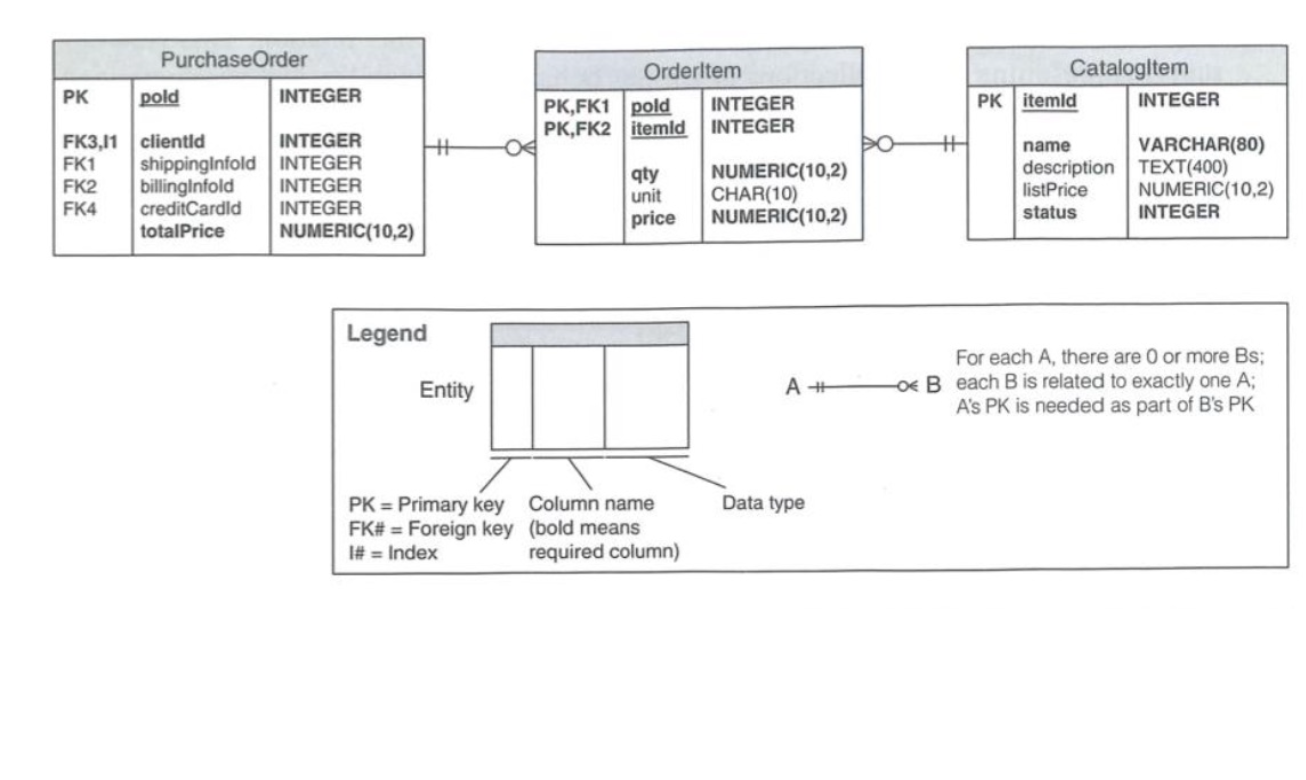 PurchaseOrder
PK poId INTEGER
FK3,I1 clientId INTEGER
FK1 shippingInfoId INTEGER
FK2 billingInfoId INTEGER
FK4 creditCardId INTEGER
totalPrice NUMERIC(10,2)
OrderItem
PK,FK1 poId INTEGER
PK,FK2 itemId INTEGER
qty NUMERIC(10,2)
unit CHAR(10)
price NUMERIC(10,2)
CatalogItem
PK itemId INTEGER
name VARCHAR(80)
description TEXT(400)
listPrice NUMERIC(10,2)
status INTEGER
Legend
Entity
PK = Primary key
FK# = Foreign key
I# = Index
Column name
(bold means
required column)
Data type
A B
For each A, there are 0 or more Bs;
each B is related to exactly one A;
A's PK is needed as part of B's PK